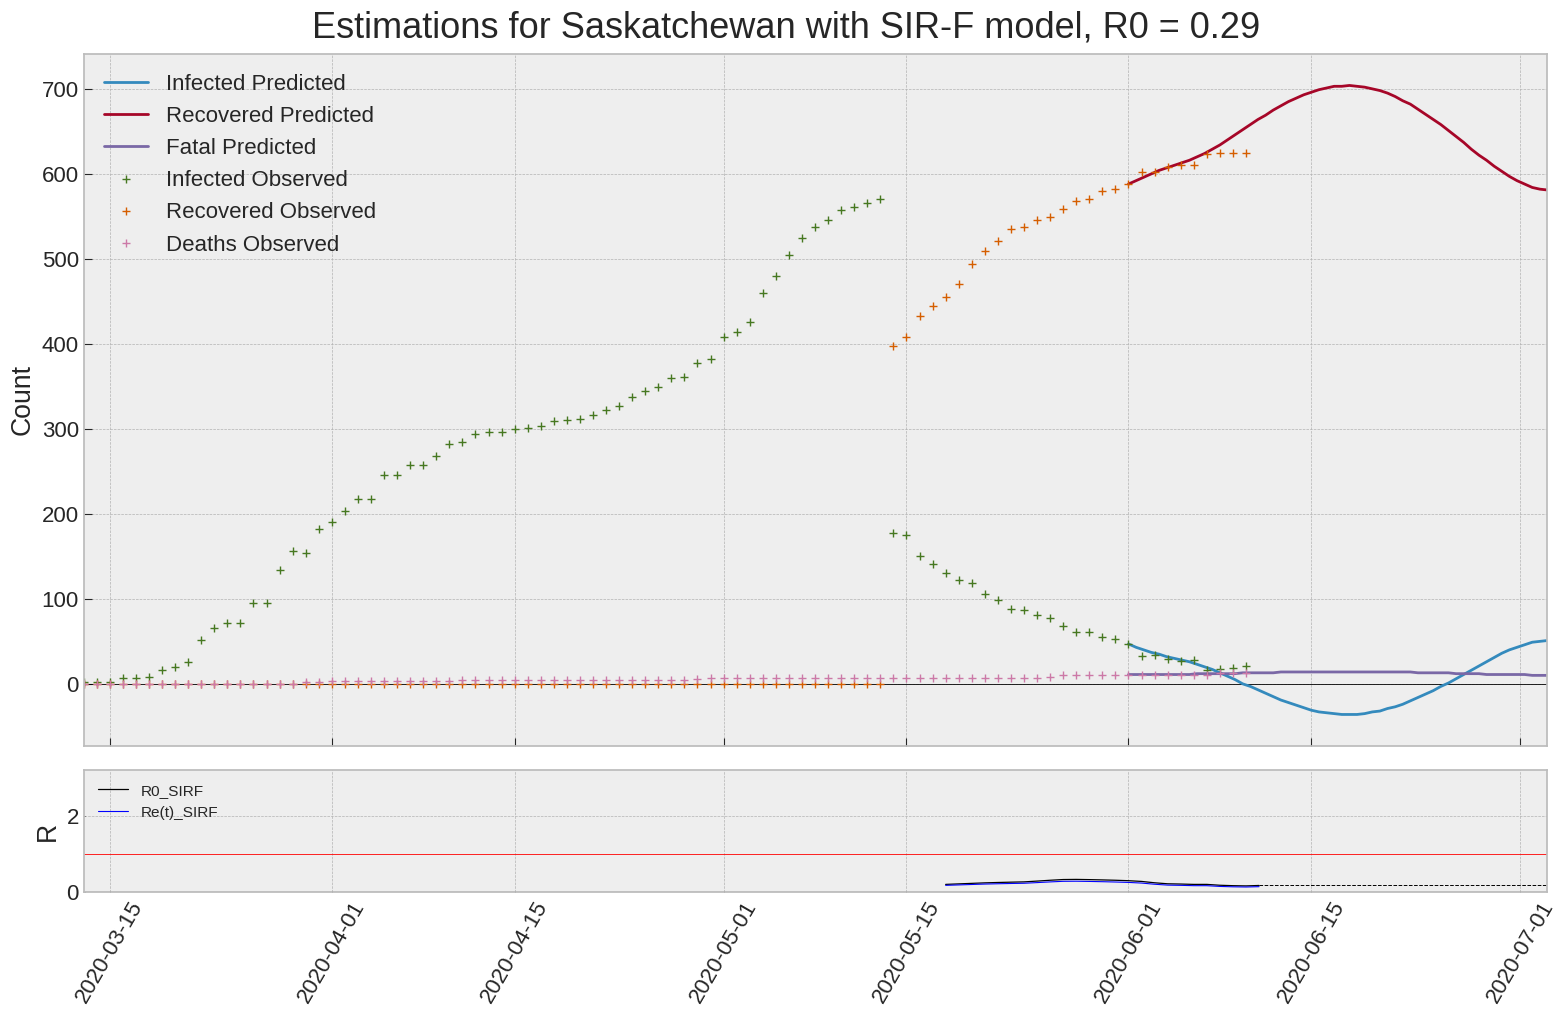 Estimations for Saskatchewan with SIR-F model, R0 = 0.29
Infected Predicted
Recovered Predicted
Fatal Predicted
Infected Observed
Recovered Observed
Deaths Observed
Count
700
600
500
400
300
200
100
0
R0_SIRF
Re(t)_SIRF
R
2
0
2020-03-15
2020-04-01
2020-04-15
2020-05-01
2020-05-15
2020-06-01
2020-06-15
2020-07-01